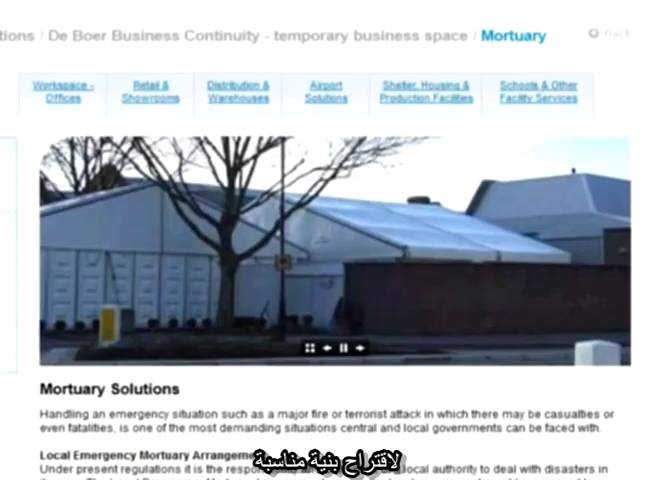 tions / De Boer Business Continuity - temporary business space / Mortuary
Back
Workspace - Offices
Retail & Showrooms
Distribution & Warehouses
Airport Solutions
Shelter, Housing & Production Facilities
Schools & Other Facility Services
Mortuary Solutions
Handling an emergency situation such as a major fire or terrorist attack in which there may be casualties or
even fatalities, is one of the most demanding situations central and local governments can be faced with.
Local Emergency Mortuary Arrangeme
لاقتراح بنية مناسبة
Under present regulations it is the respon local authority to deal with disasters in